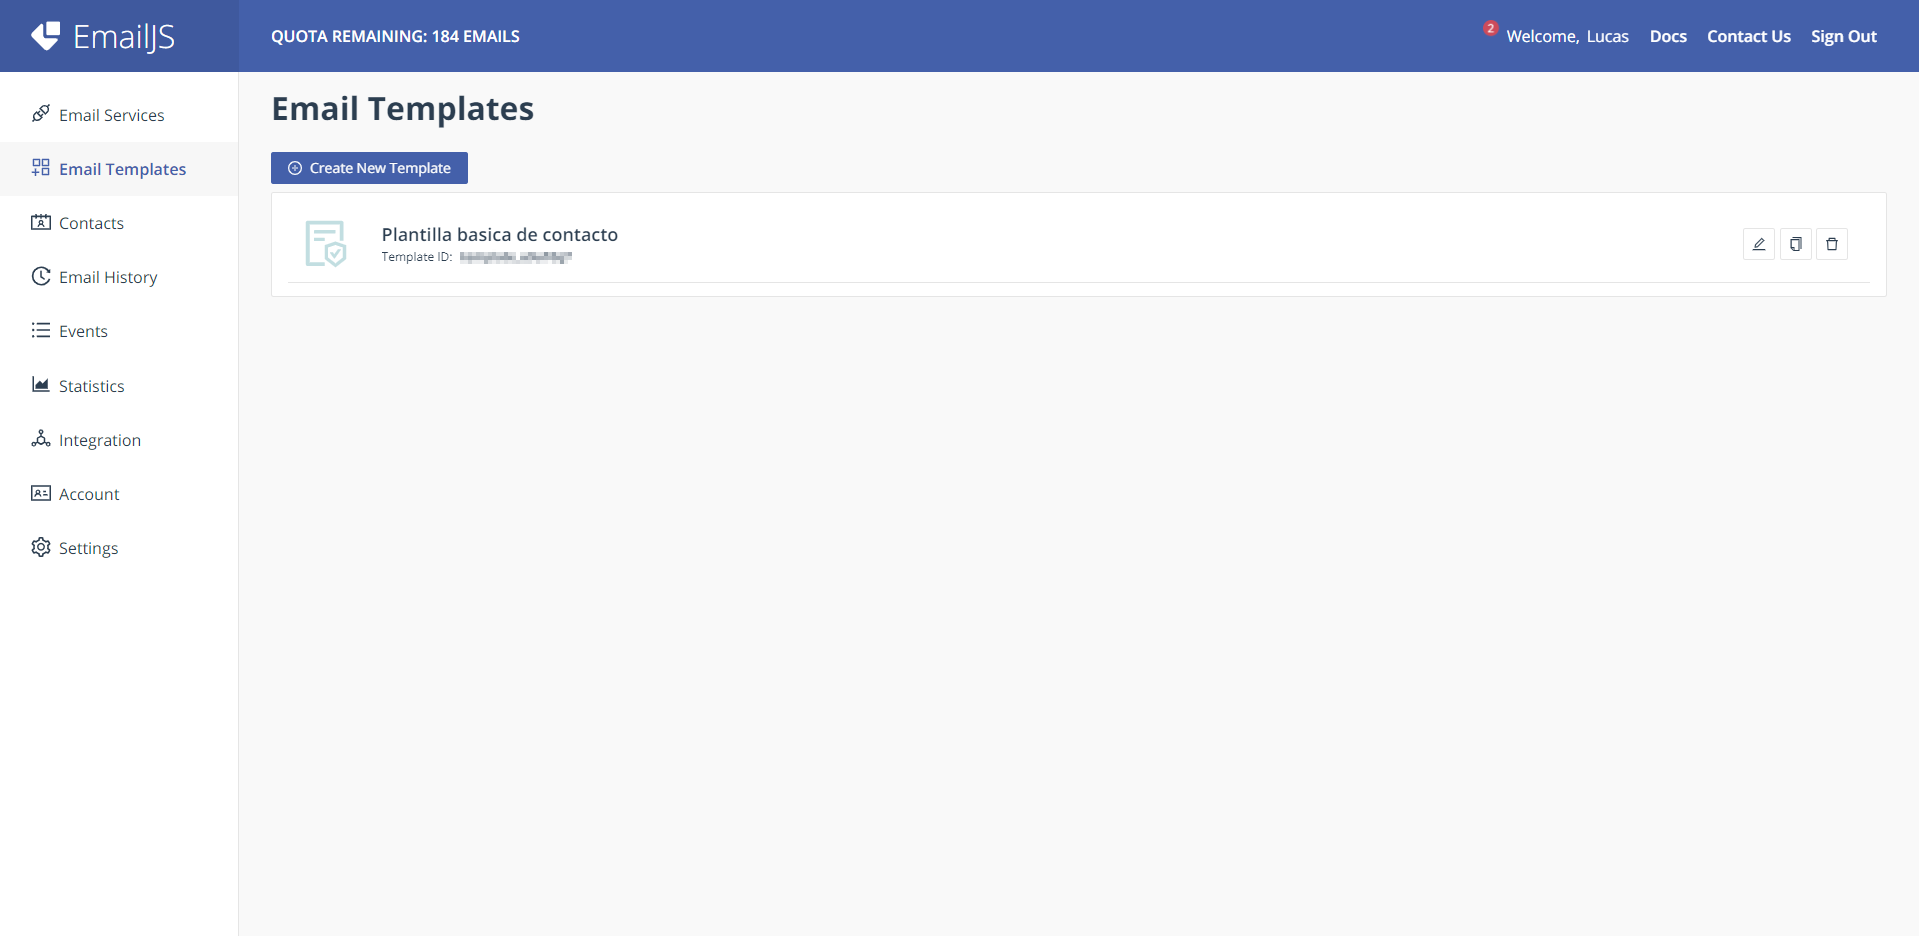 EmailJS
QUOTA REMAINING: 184 EMAILS
2
Welcome, Lucas
Docs
Contact Us
Sign Out
Email Services
Email Templates
Contacts
Email History
Events
Statistics
Integration
Account
Settings
Email Templates
Create New Template
Plantilla basica de contacto
Template ID: